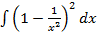 ∫ (1 − 1/x²)² dx